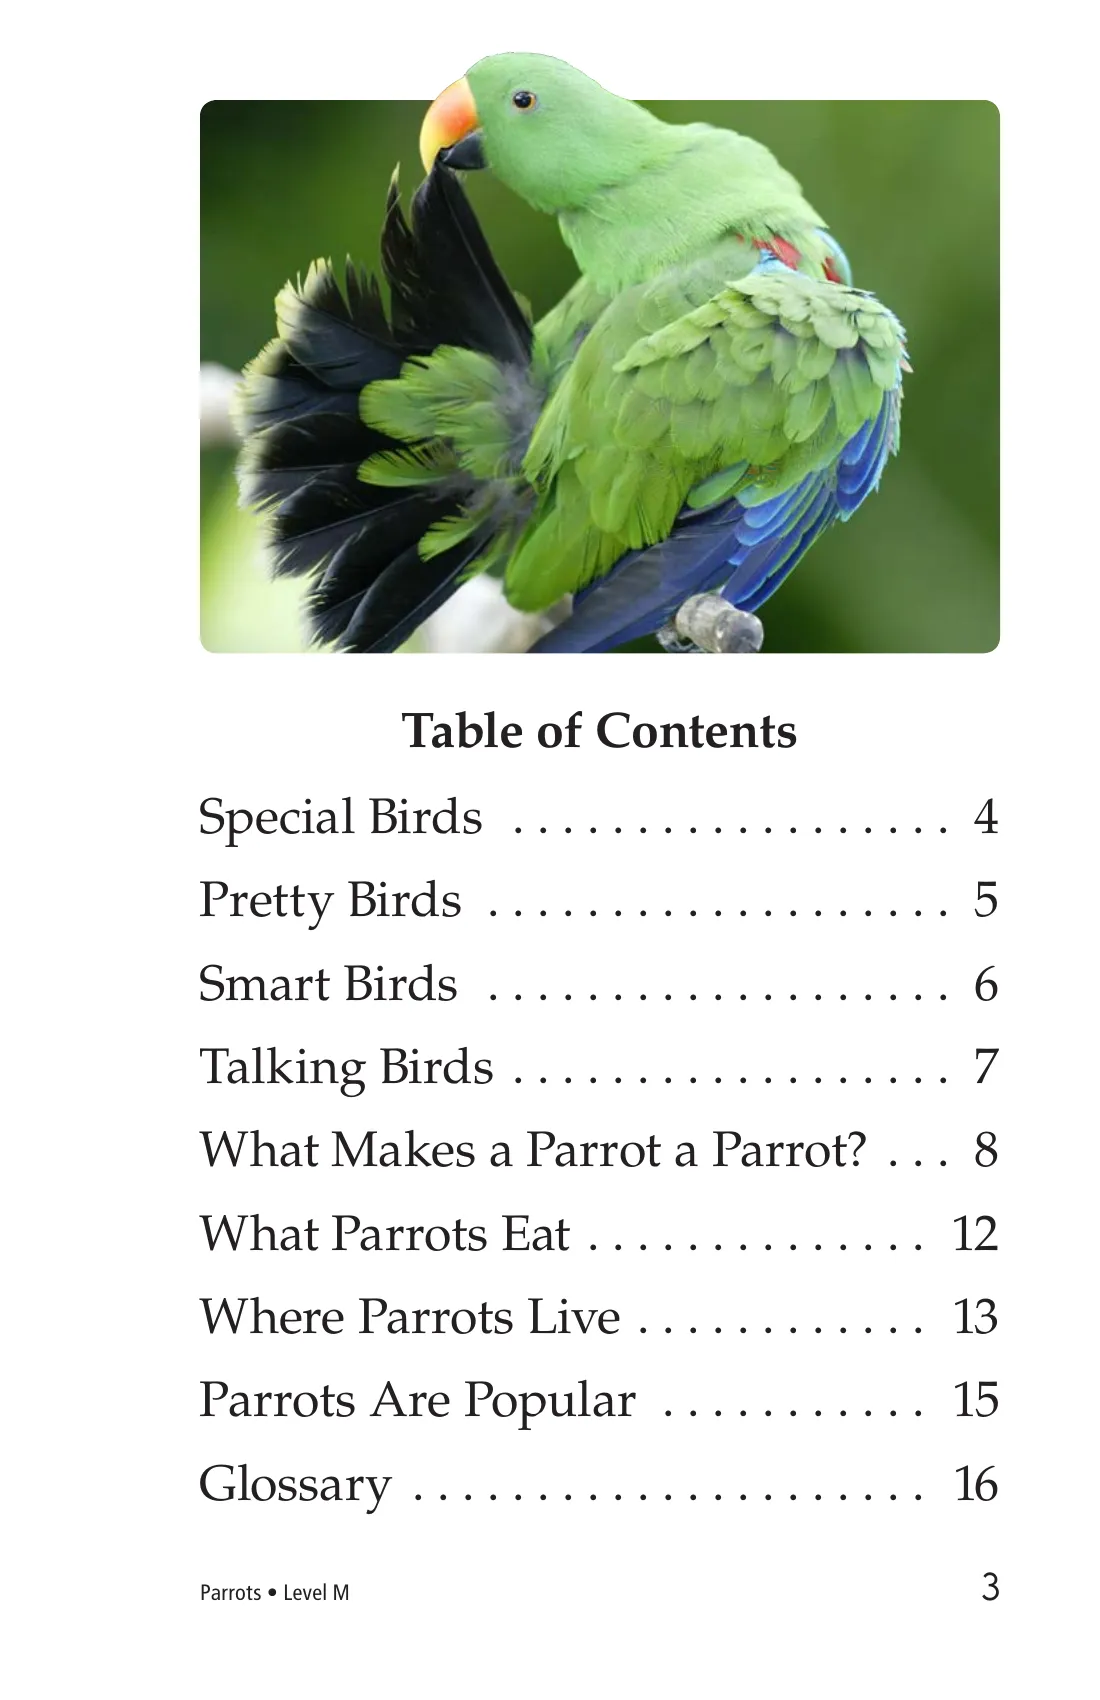 Table of Contents
Special Birds . . . . . . . . . . . . . . . . . . 4
Pretty Birds . . . . . . . . . . . . . . . . . . . 5
Smart Birds . . . . . . . . . . . . . . . . . . . 6
Talking Birds . . . . . . . . . . . . . . . . . . 7
What Makes a Parrot a Parrot? . . . 8
What Parrots Eat . . . . . . . . . . . . . . 12
Where Parrots Live . . . . . . . . . . . . 13
Parrots Are Popular . . . . . . . . . . . 15
Glossary . . . . . . . . . . . . . . . . . . . . . 16
Parrots • Level M 3